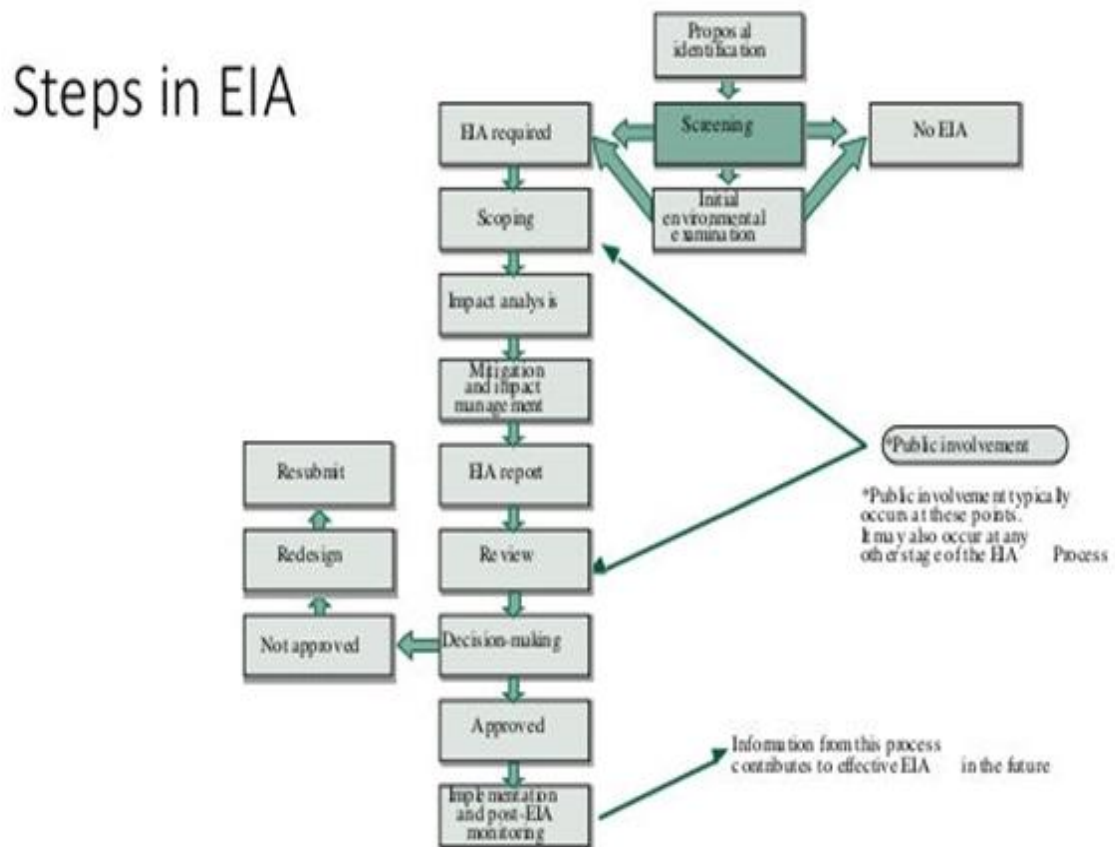 Steps in EIA
Proposal
identification
EIA required
Screening
No EIA
Initial
environmental
examination
Scoping
Impact analysis
Mitigation
and impact
management
EIA report
Review
Decision-making
Not approved
Redesign
Resubmit
Approved
Implementation
and post-EIA
monitoring
*Public involvement
*Public involvement typically
occurs at these points.
It may also occur at any
other stage of the EIA Process
Information from this process
contributes to effective EIA in the future